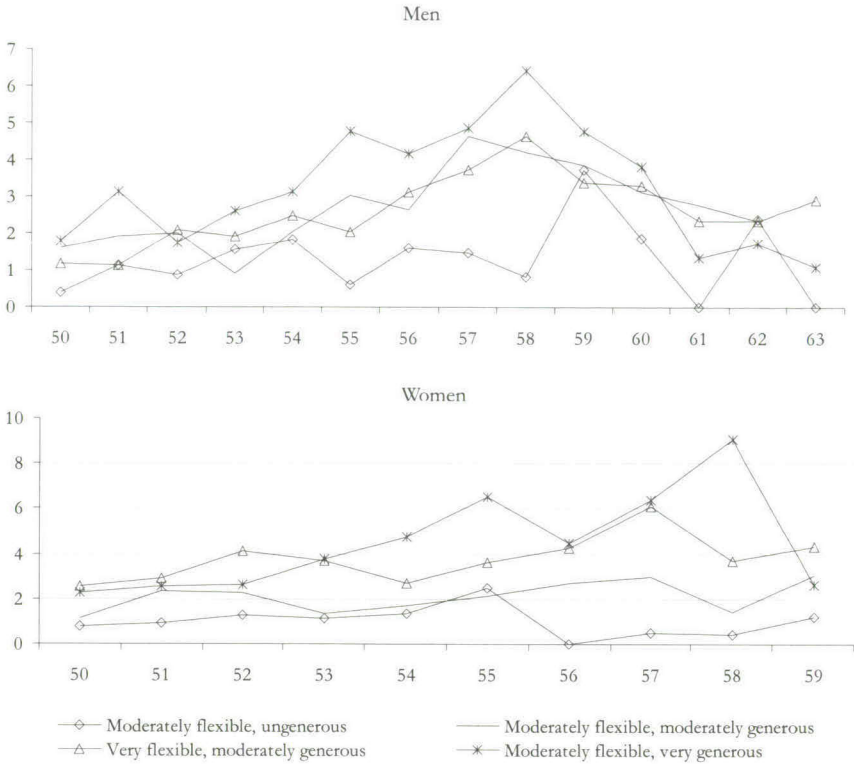 Men
7
6
5
4
3
2
1
0
50 51 52 53 54 55 56 57 58 59 60 61 62 63
Women
10
8
6
4
2
0
50 51 52 53 54 55 56 57 58 59
Moderately flexible, ungenerous Moderately flexible, moderately generous
Very flexible, moderately generous Moderately flexible, very generous